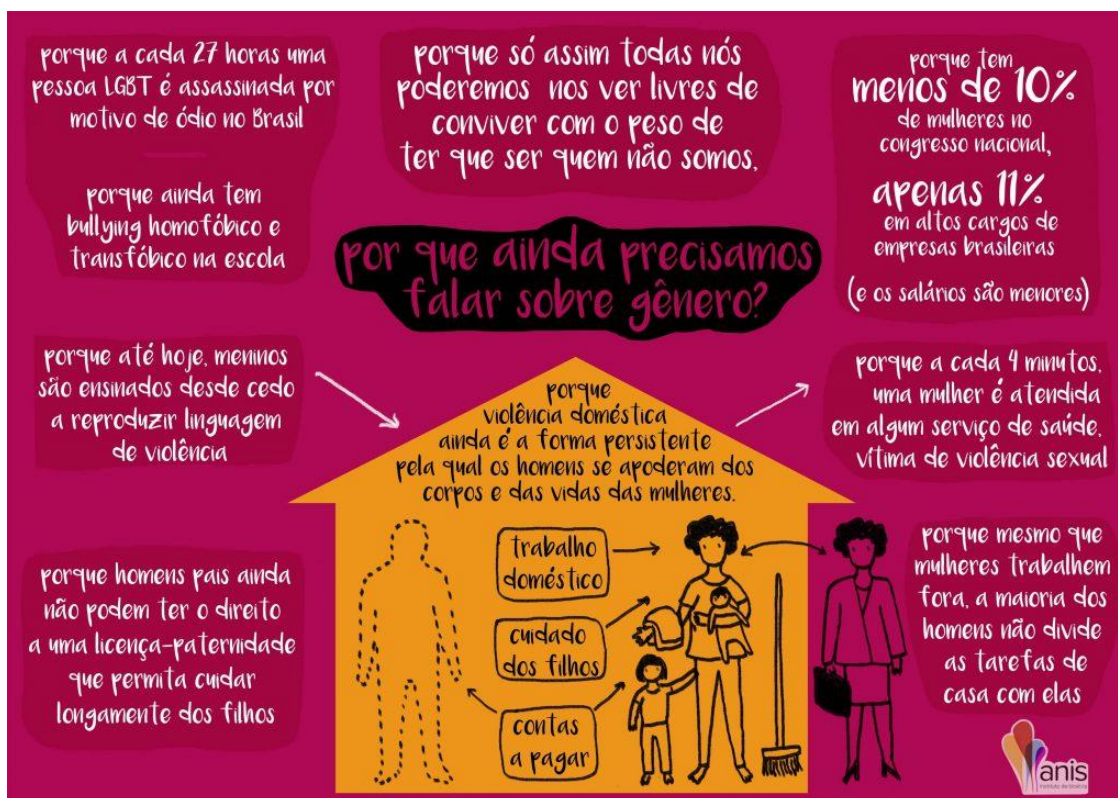 porque a cada 27 horas uma
pessoa LGBT é assassinada por
motivo de ódio no Brasil
porque ainda tem
bullying homofóbico e
transfóbico na escola
porque só assim todas nós
poderemos nos ver livres de
conviver com o peso de
ter que ser quem não somos,
porque tem
menos de 10%
de mulheres no
congresso nacional,
apenas 11%
em altos cargos de
empresas brasileiras
(e os salários são menores)
por que ainda precisamos
falar sobre gênero?
porque até hoje, meninos
são ensinados desde cedo
a reproduzir linguagem
de violência
porque
violência doméstica
ainda é a forma persistente
pela qual os homens se apoderam dos
corpos e das vidas das mulheres.
porque a cada 4 minutos,
uma mulher é atendida
em algum serviço de saúde,
vítima de violência sexual
porque homens pais ainda
não podem ter o direito
a uma licença-paternidade
que permita cuidar
longamente dos filhos
trabalho
doméstico
cuidado
dos filhos
contas
a pagar
porque mesmo que
mulheres trabalhem
fora, a maioria dos
homens não divide
as tarefas de
casa com elas
anis
instituto de bioética